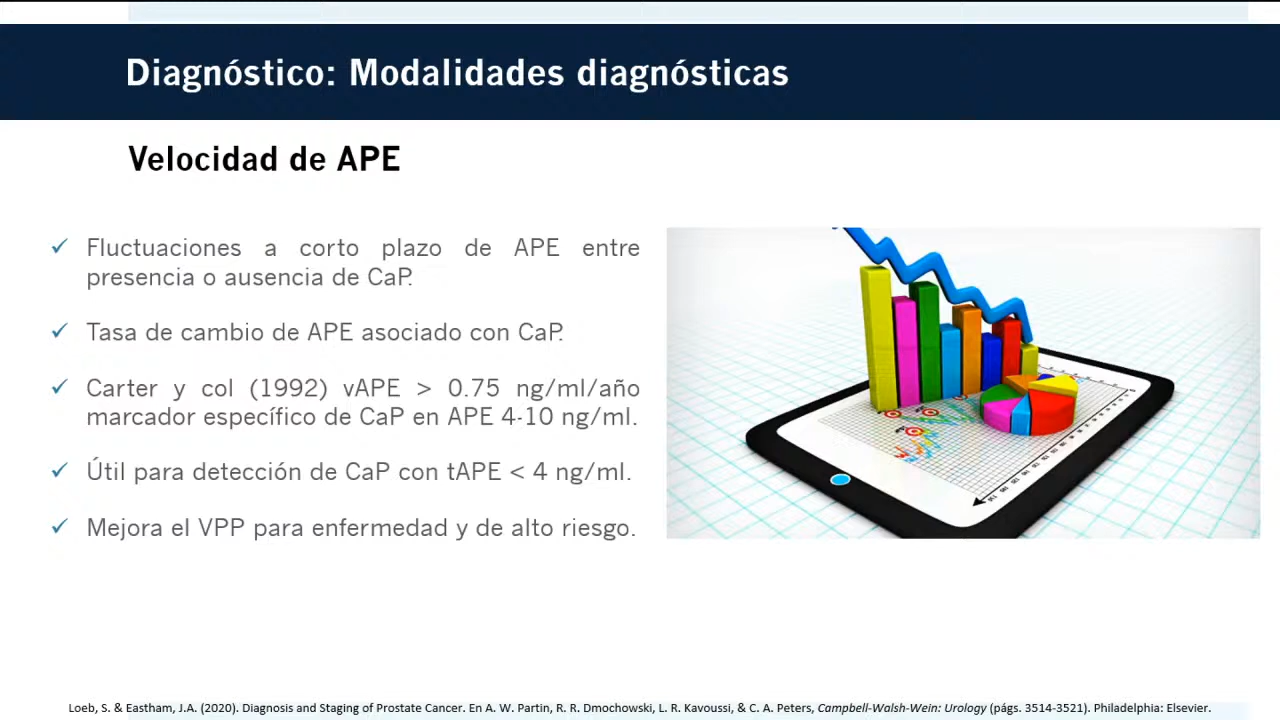 Diagnóstico: Modalidades diagnósticas
Velocidad de APE
✓ Fluctuaciones a corto plazo de APE entre
presencia o ausencia de CaP.
✓ Tasa de cambio de APE asociado con CaP.
✓ Carter y col (1992) vAPE > 0.75 ng/ml/año
marcador específico de CaP en APE 4-10 ng/ml.
✓ Útil para detección de CaP con tAPE < 4 ng/ml.
✓ Mejora el VPP para enfermedad y de alto riesgo.
Loeb, S. & Eastham, J.A. (2020). Diagnosis and Staging of Prostate Cancer. En A. W. Partin, R. R. Dmochowski, L. R. Kavoussi, & C. A. Peters, Campbell-Walsh-Wein: Urology (págs. 3514-3521). Philadelphia: Elsevier.